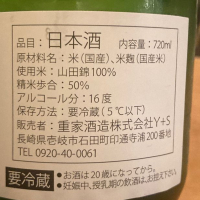 品目：日本酒 内容量：720ml
原材料名：米（国産）、米麹（国産米）
使用米：山田錦100%
精米歩合：50%
アルコール分：16度
保存方法：要冷蔵（5℃以下）
販売者：重家酒造株式会社Y+5
長崎県壱岐市石田町印通寺浦200番地
TEL 0920-40-0061
要冷蔵
・お酒は20歳になってから。
・妊娠中、授乳期の飲酒はお控え下さい